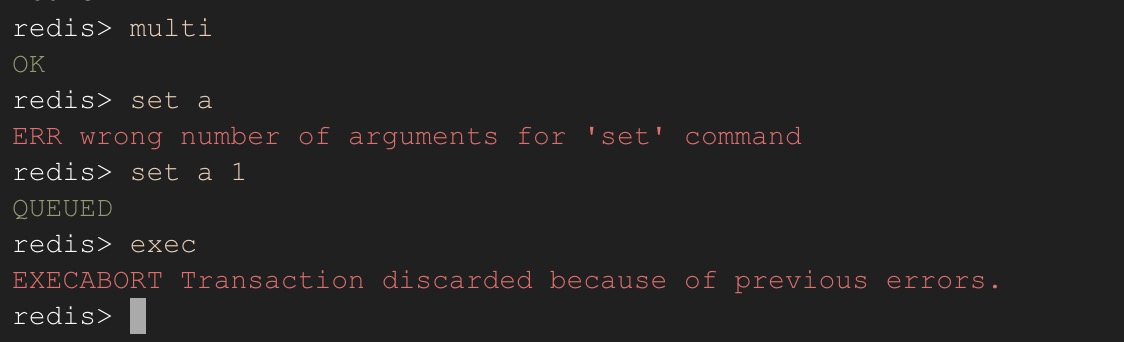 redis> multi
OK
redis> set a
ERR wrong number of arguments for 'set' command
redis> set a 1
QUEUED
redis> exec
EXECABORT Transaction discarded because of previous errors.
redis>